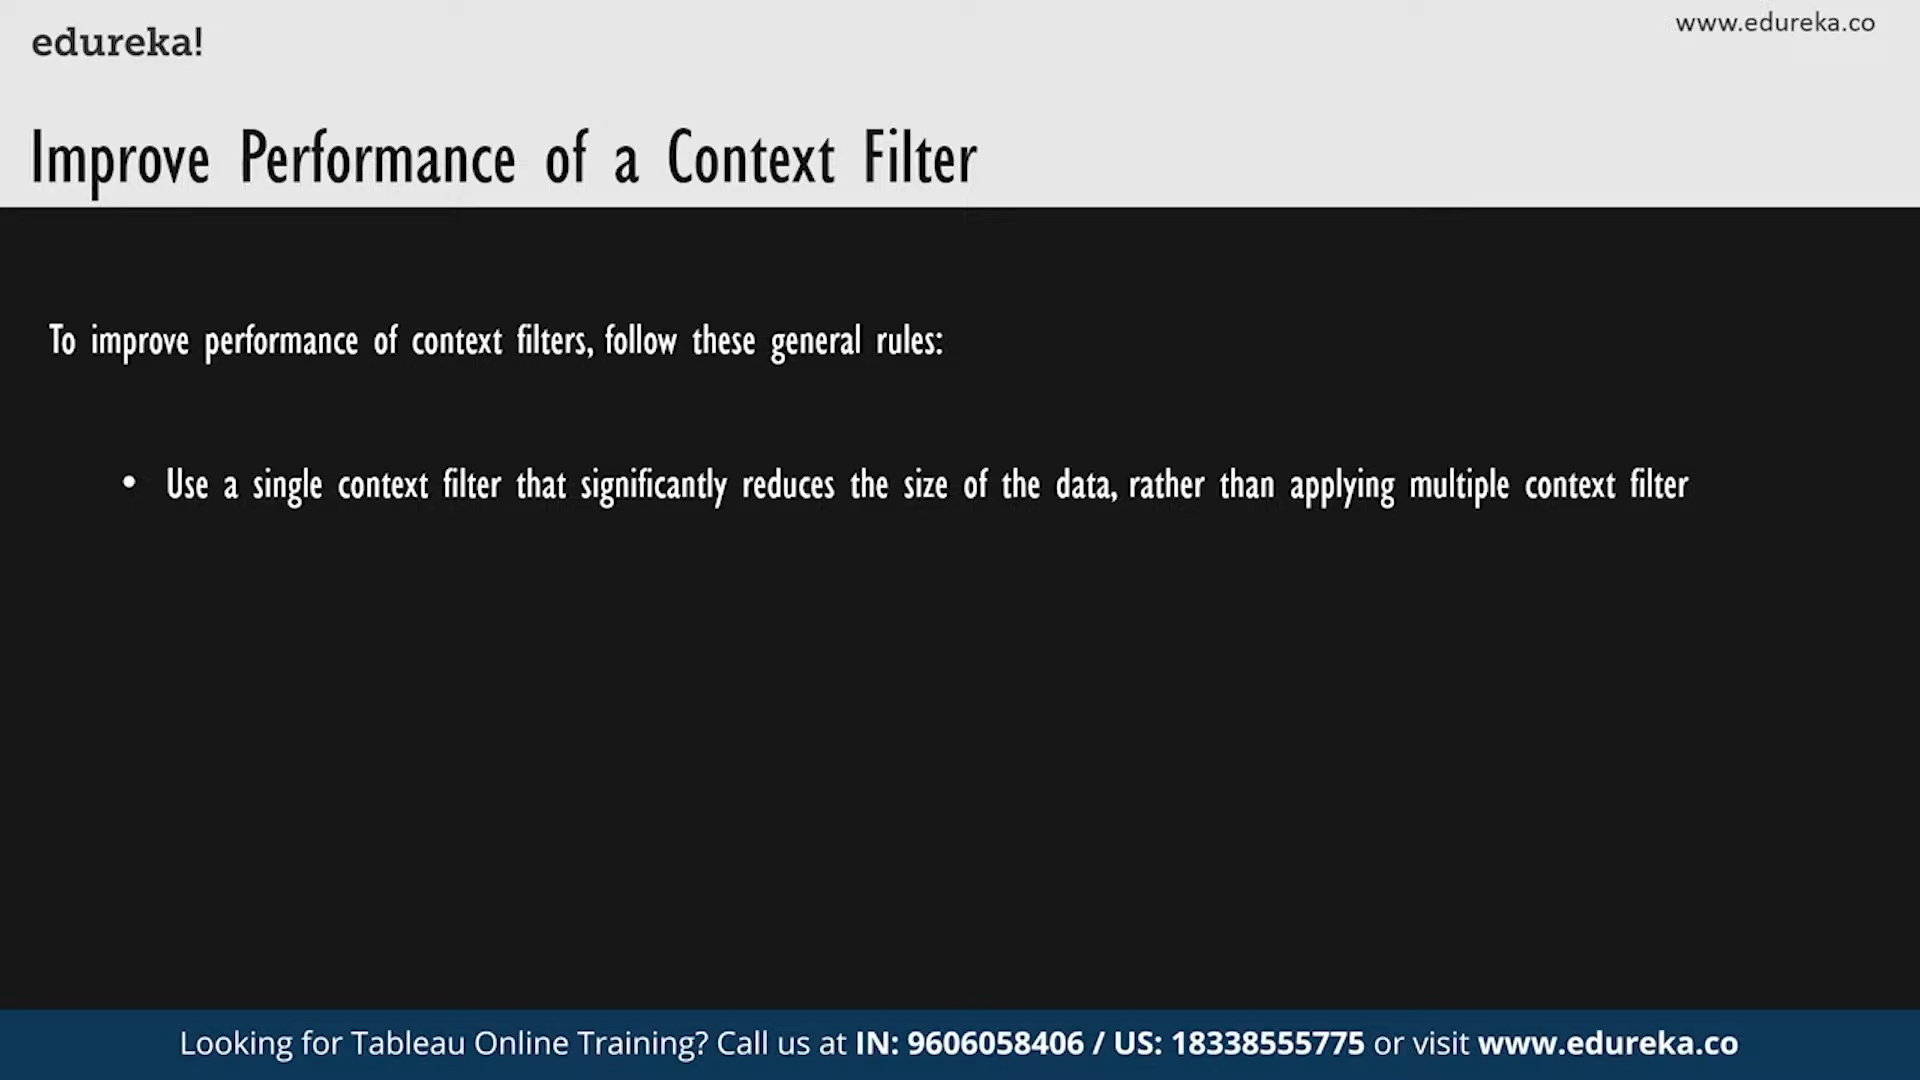 edureka!
www.edureka.co
Improve Performance of a Context Filter
To improve performance of context filters, follow these general rules:
• Use a single context filter that significantly reduces the size of the data, rather than applying multiple context filter
Looking for Tableau Online Training? Call us at IN: 9606058406 / US: 18338555775 or visit www.edureka.co